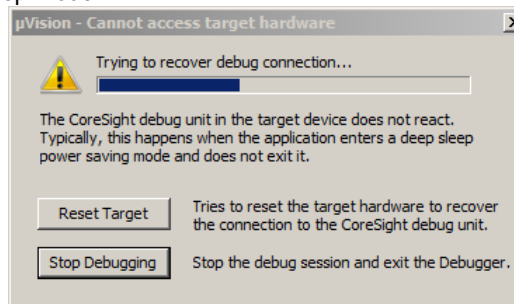 µVision - Cannot access target hardware
Trying to recover debug connection...
The CoreSight debug unit in the target device does not react.
Typically, this happens when the application enters a deep sleep
power saving mode and does not exit it.
Reset Target
Tries to reset the target hardware to recover
the connection to the CoreSight debug unit.
Stop Debugging
Stop the debug session and exit the Debugger.